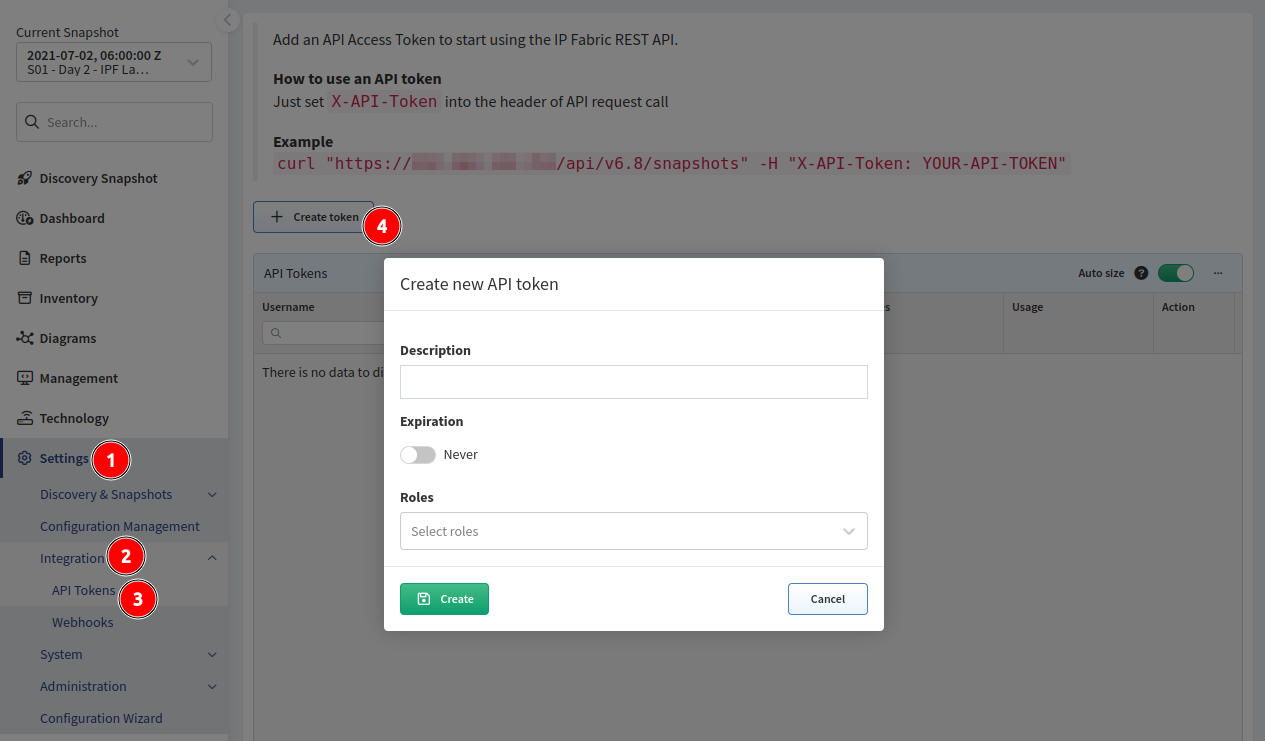 Current Snapshot
2021-07-02, 06:00:00 Z
S01 - Day 2 - IPF La...
Search...
Discovery Snapshot
Dashboard
Reports
Inventory
Diagrams
Management
Technology
Settings
1
Discovery & Snapshots
Configuration Management
Integration
2
API Tokens
3
Webhooks
System
Administration
Configuration Wizard
Add an API Access Token to start using the IP Fabric REST API.
How to use an API token
Just set X-API-Token into the header of API request call
Example
curl "https:// /api/v6.8/snapshots" -H "X-API-Token: YOUR-API-TOKEN"
Create token
4
API Tokens
Auto size
?
...
Username
Usage
Action
There is no data to di
Create new API token
Description
Expiration
Never
Roles
Select roles
Create
Cancel